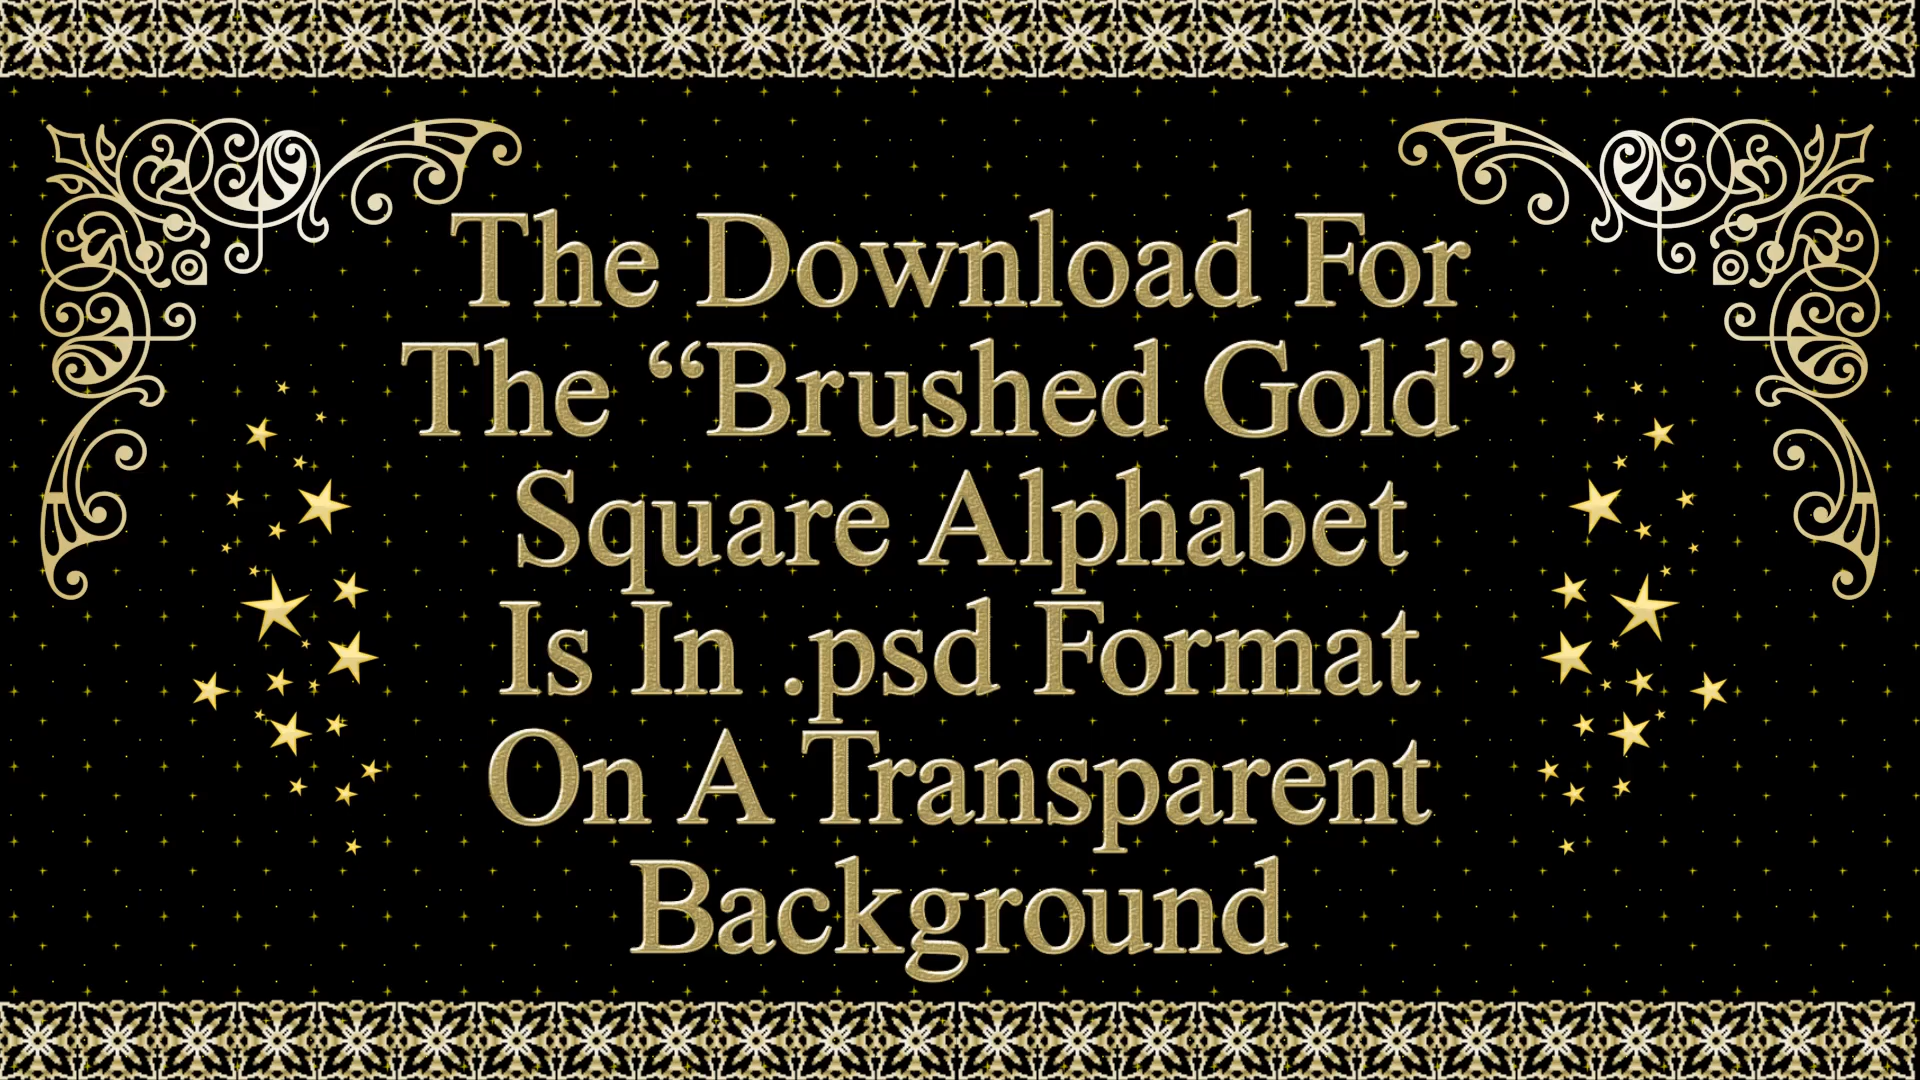 The Download For
The “Brushed Gold”
Square Alphabet
Is In .psd Format
On A Transparent
Background